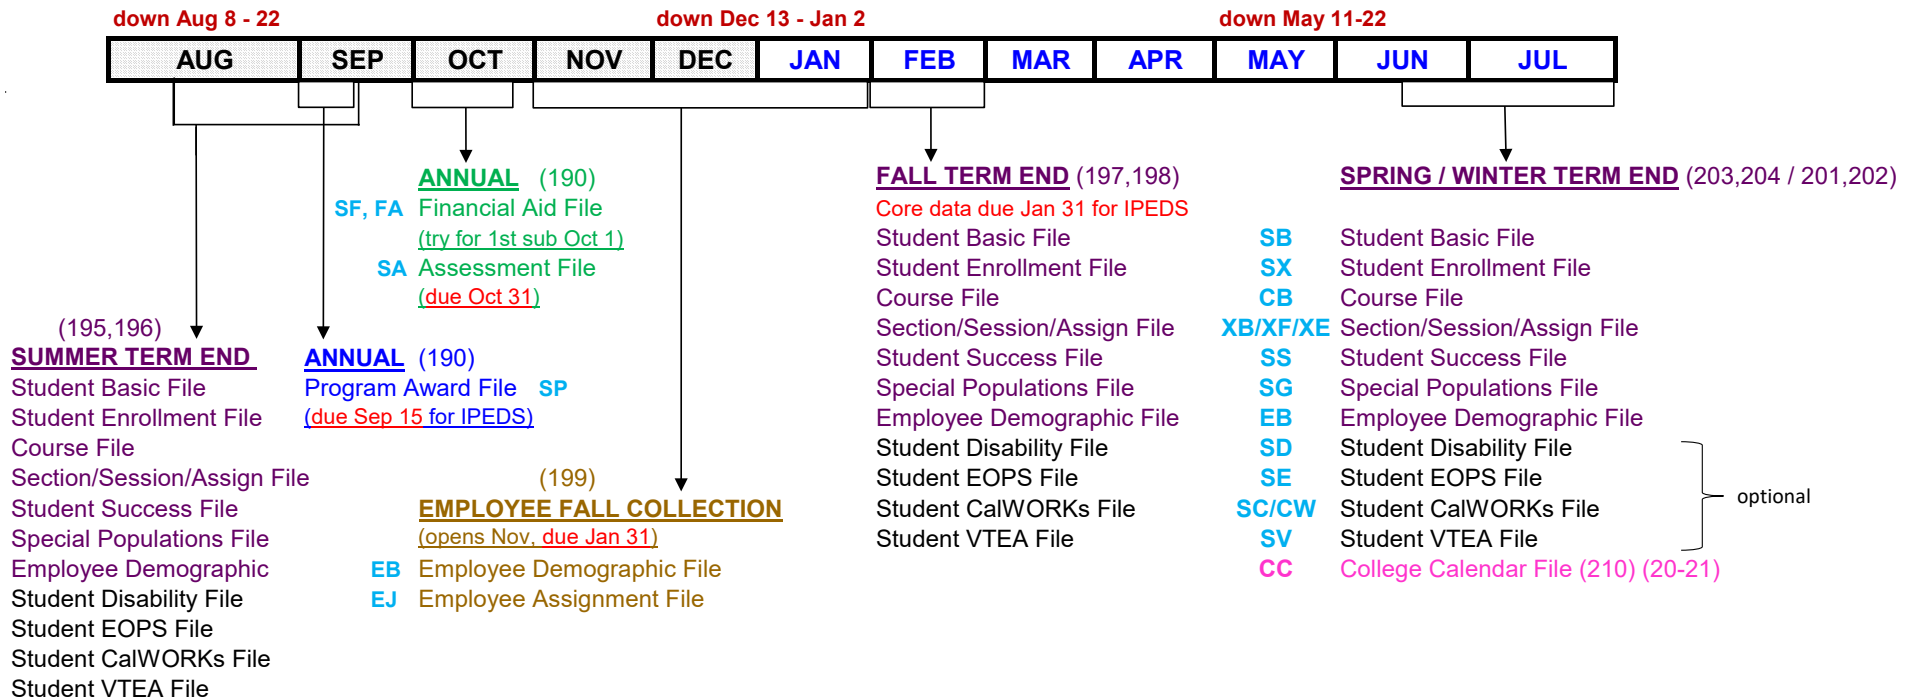 down Aug 8 - 22 down Dec 13 - Jan 2 down May 11-22
AUG SEP OCT NOV DEC JAN FEB MAR APR MAY JUN JUL
ANNUAL (190)
SF, FA Financial Aid File
(try for 1st sub Oct 1)
SA Assessment File
(due Oct 31)
(195,196)
SUMMER TERM END
Student Basic File
Student Enrollment File
Course File
Section/Session/Assign File
Student Success File
Special Populations File
Employee Demographic
Student Disability File
Student EOPS File
Student CalWORKs File
Student VTEA File
ANNUAL (190)
Program Award File SP
(due Sep 15 for IPEDS)
(199)
EMPLOYEE FALL COLLECTION
(opens Nov, due Jan 31)
EB Employee Demographic File
EJ Employee Assignment File
FALL TERM END (197,198) SPRING / WINTER TERM END (203,204 / 201,202)
Core data due Jan 31 for IPEDS
Student Basic File SB Student Basic File
Student Enrollment File SX Student Enrollment File
Course File CB Course File
Section/Session/Assign File XB/XF/XE Section/Session/Assign File
Student Success File SS Student Success File
Special Populations File SG Special Populations File
Employee Demographic File EB Employee Demographic File
Student Disability File SD Student Disability File
Student EOPS File SE Student EOPS File
Student CalWORKs File SC/CW Student CalWORKs File
optional
Student VTEA File SV Student VTEA File
CC College Calendar File (210) (20-21)